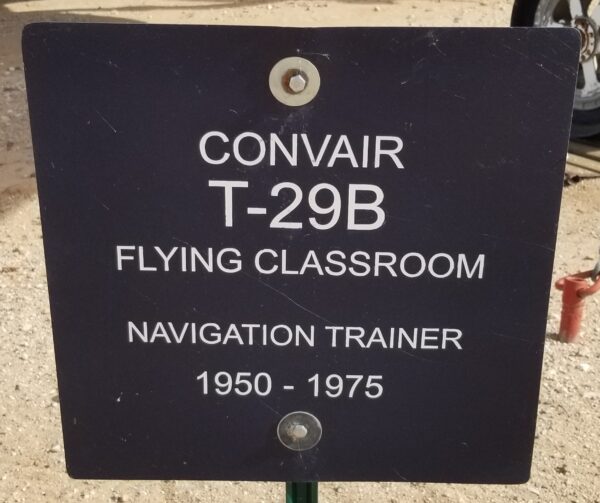 CONVAIR
T-29B
FLYING CLASSROOM
NAVIGATION TRAINER
1950 - 1975